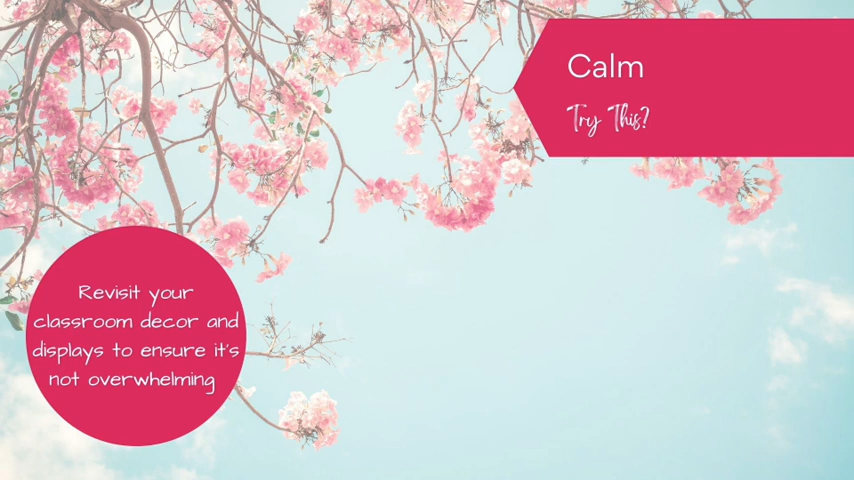 Calm
Try This?
Revisit your
classroom decor and
displays to ensure it's
not overwhelming